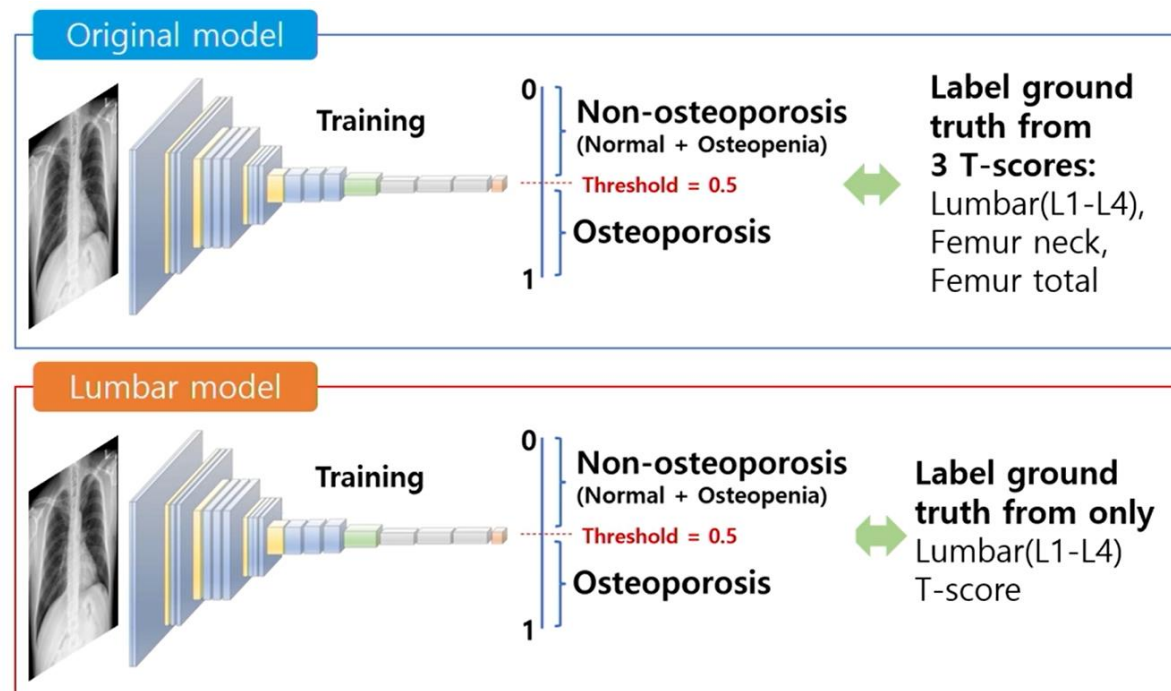 Original model
Training
0
Non-osteoporosis
(Normal + Osteopenia)
Threshold = 0.5
Osteoporosis
1
Label ground
truth from
3 T-scores:
Lumbar(L1-L4),
Femur neck,
Femur total
Lumbar model
Training
0
Non-osteoporosis
(Normal + Osteopenia)
Threshold = 0.5
Osteoporosis
1
Label ground
truth from only
Lumbar(L1-L4)
T-score